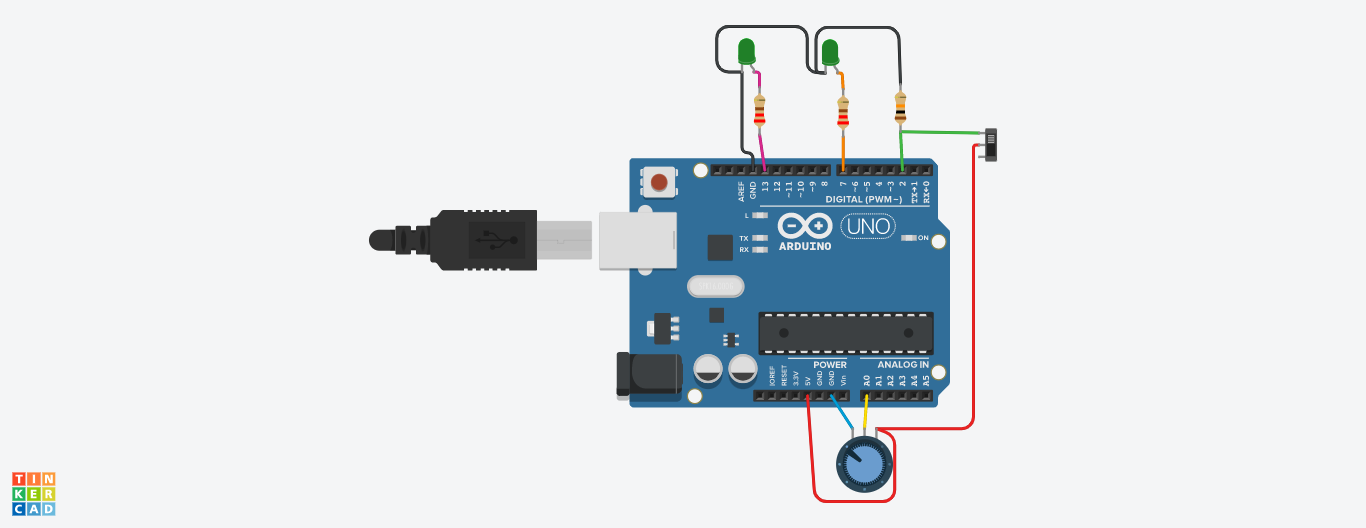 AREF
GND
13
12
~11
~10
~9
8
7
~6
~5
4
~3
2
TX→1
RX←0
DIGITAL (PWM~)
L
TX
RX
ARDUINO
UNO
ON
POWER
ANALOG IN
IOREF
RESET
3.3V
5V
GND
GND
Vin
A0
A1
A2
A3
A4
A5
TIN
KER
CAD